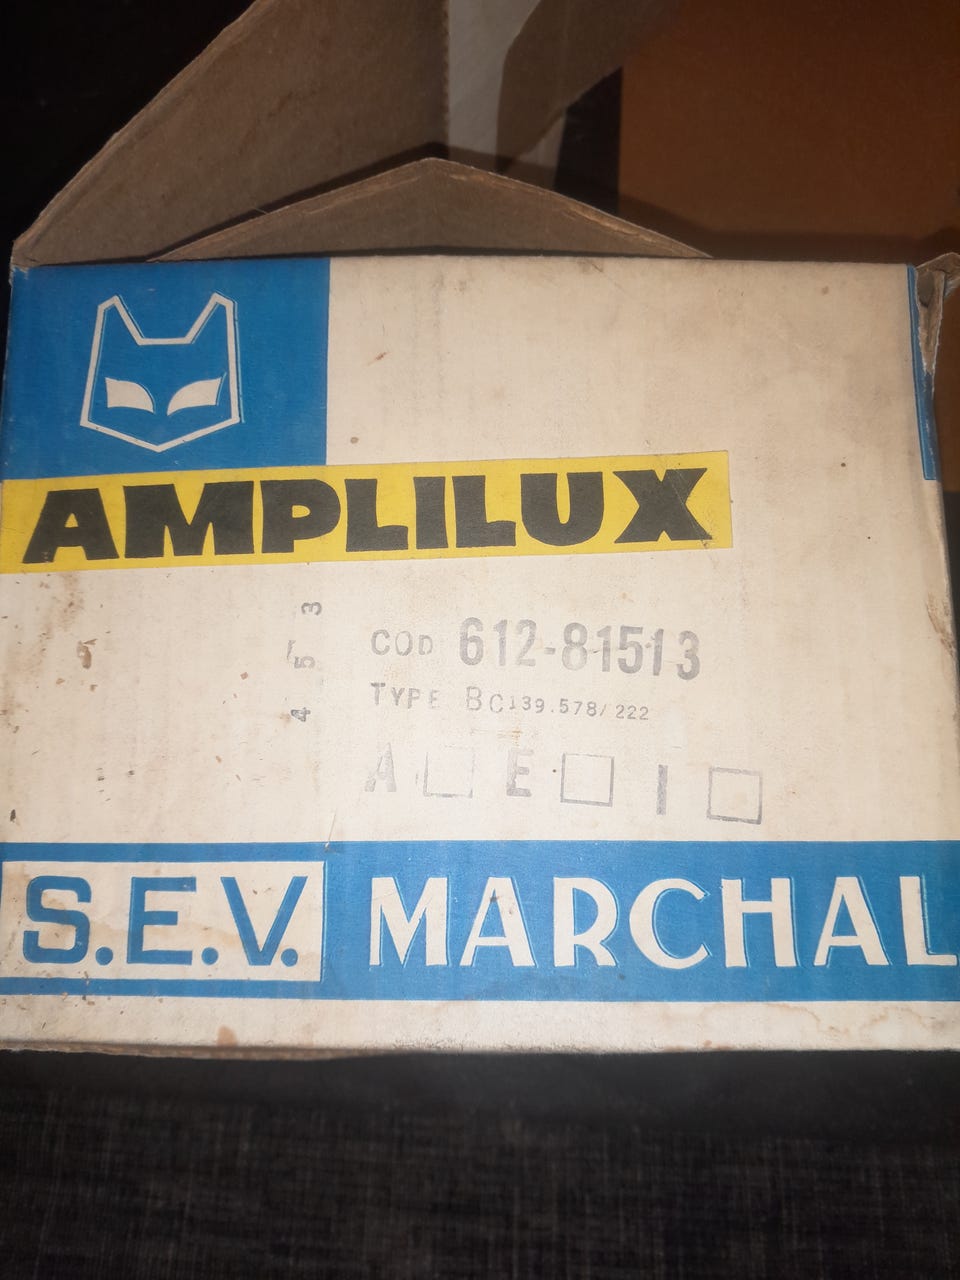 AMPLILUX
3
5
4
COD 612-81513
TYPE BC139.578/222
A E I
S.E.V. MARCHAL